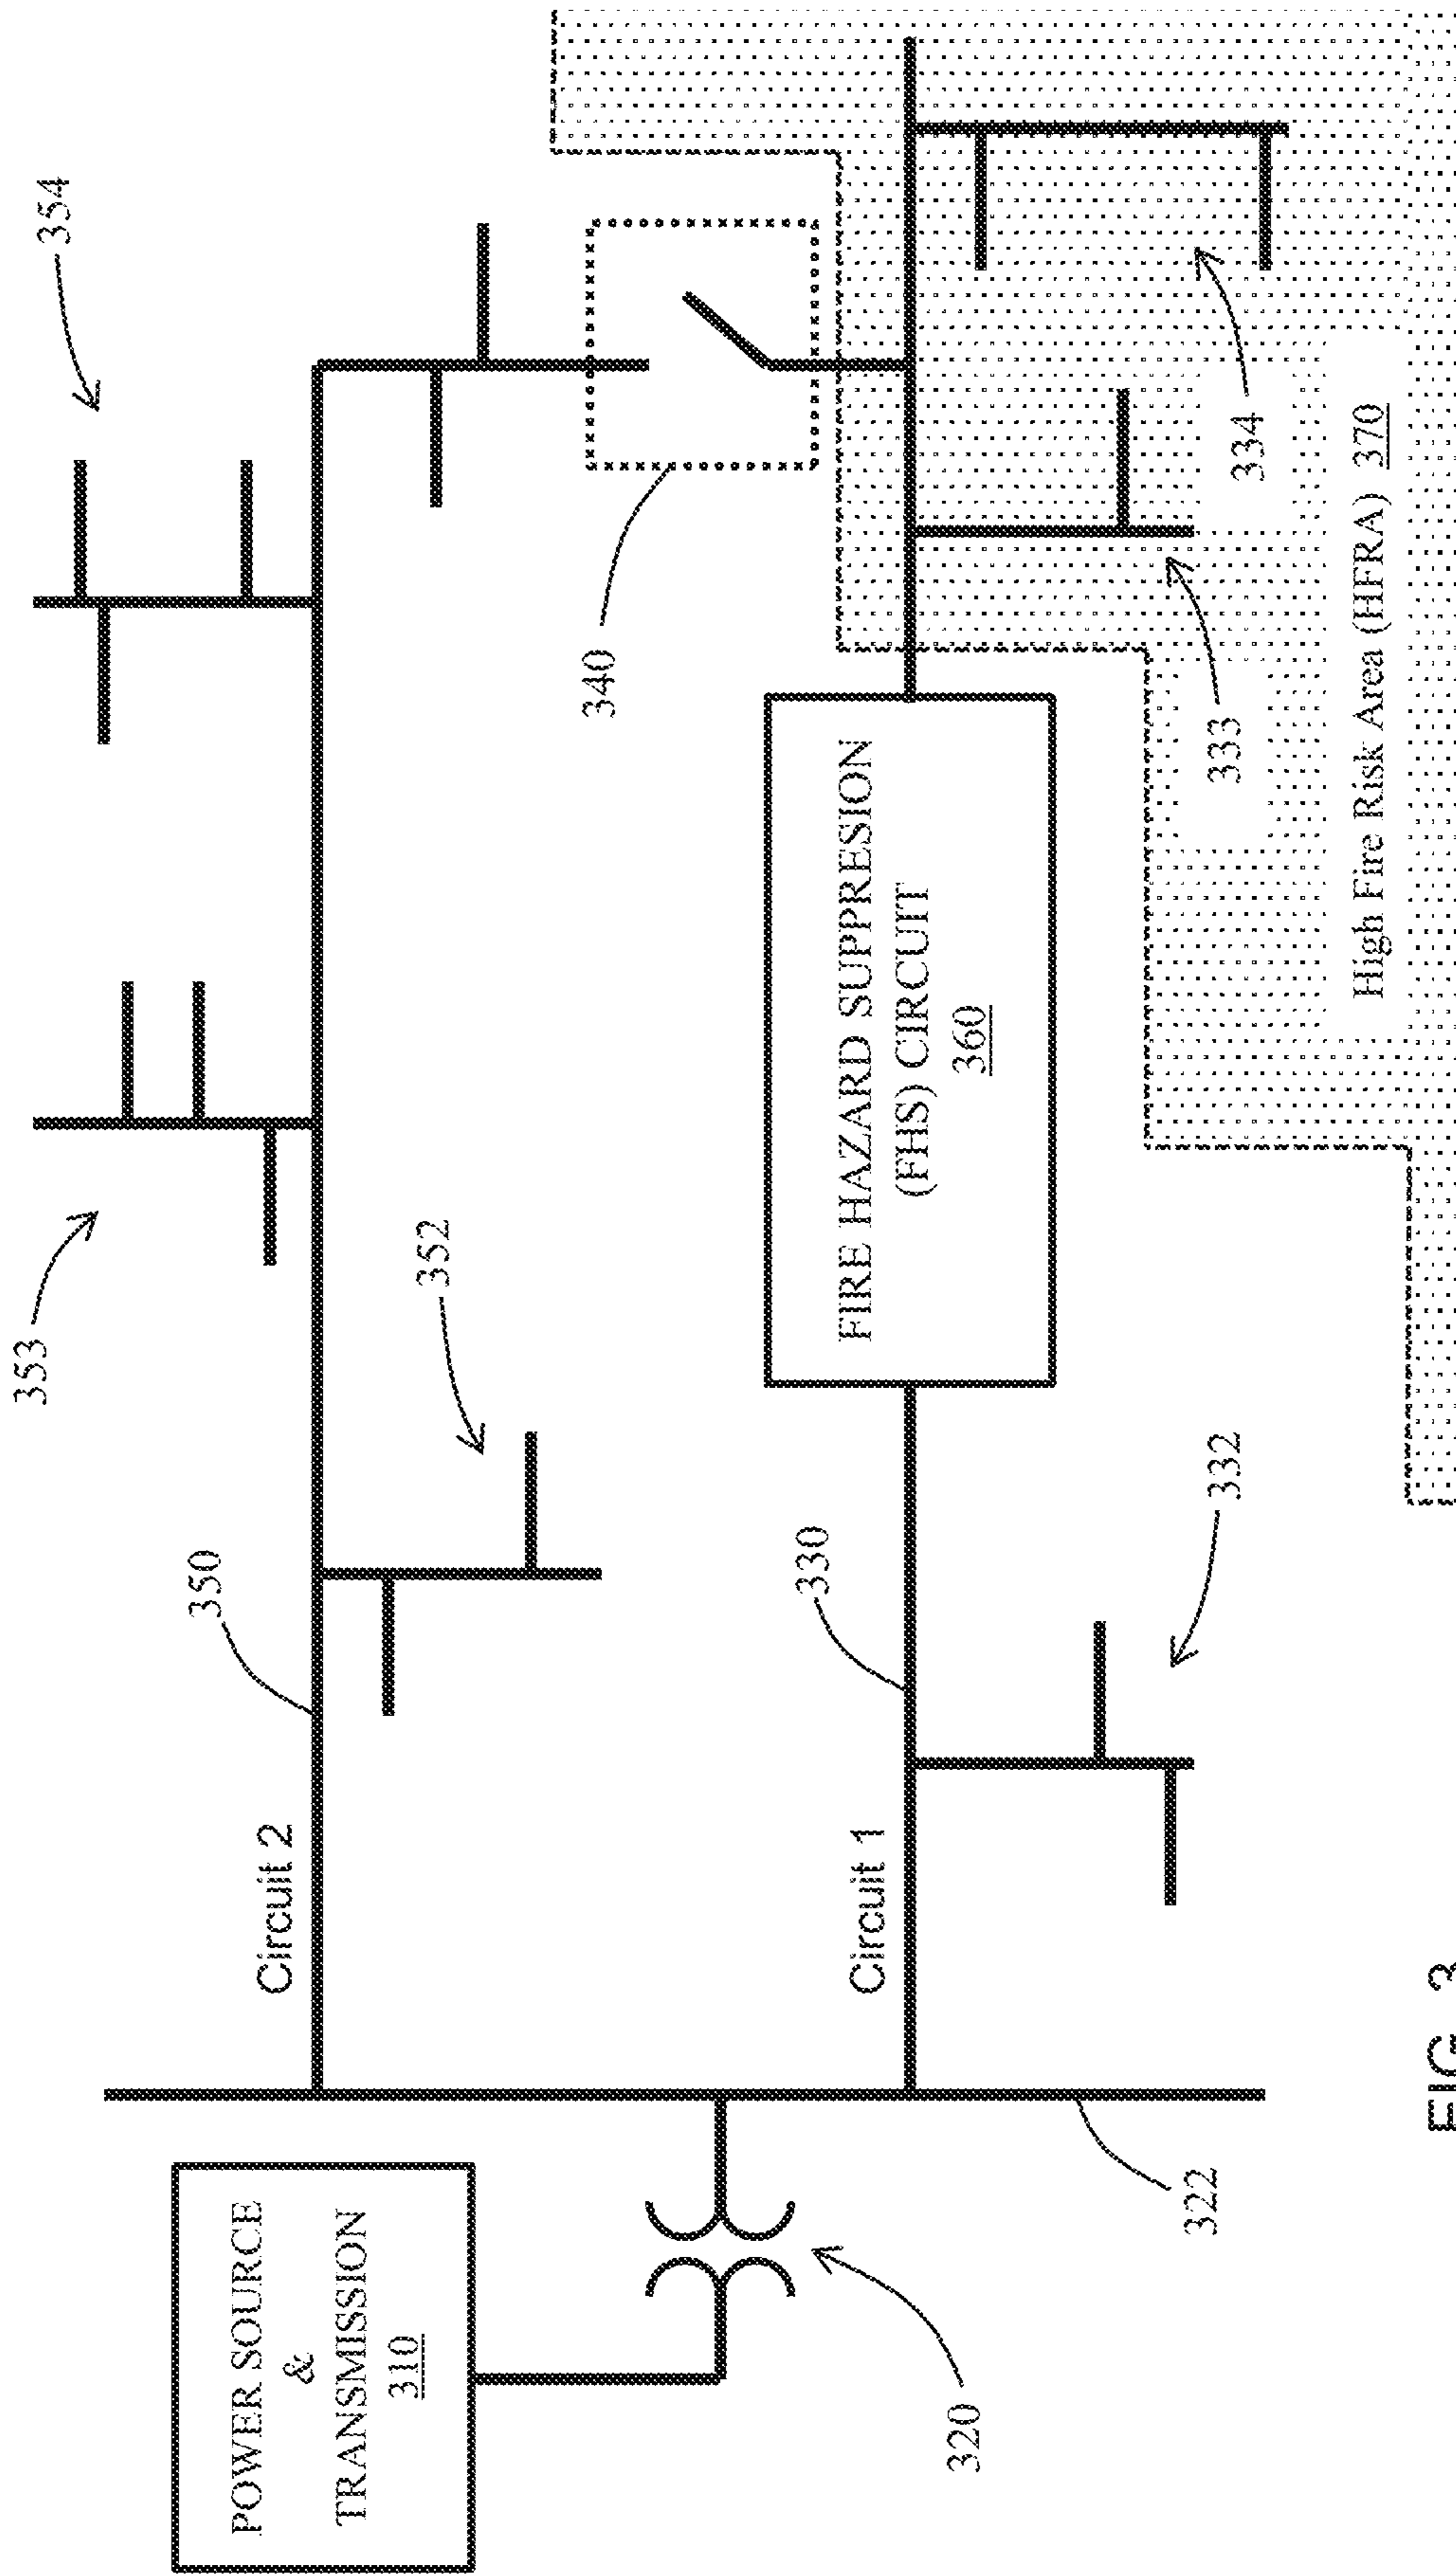 POWER SOURCE
&
TRANSMISSION
310
320
322
Circuit 2
350
352
353
354
340
Circuit 1
330
332
FIRE HAZARD SUPPRESION
(FHS) CIRCUIT
360
333
334
High Fire Risk Area (HFRA) 370
FIG. 3